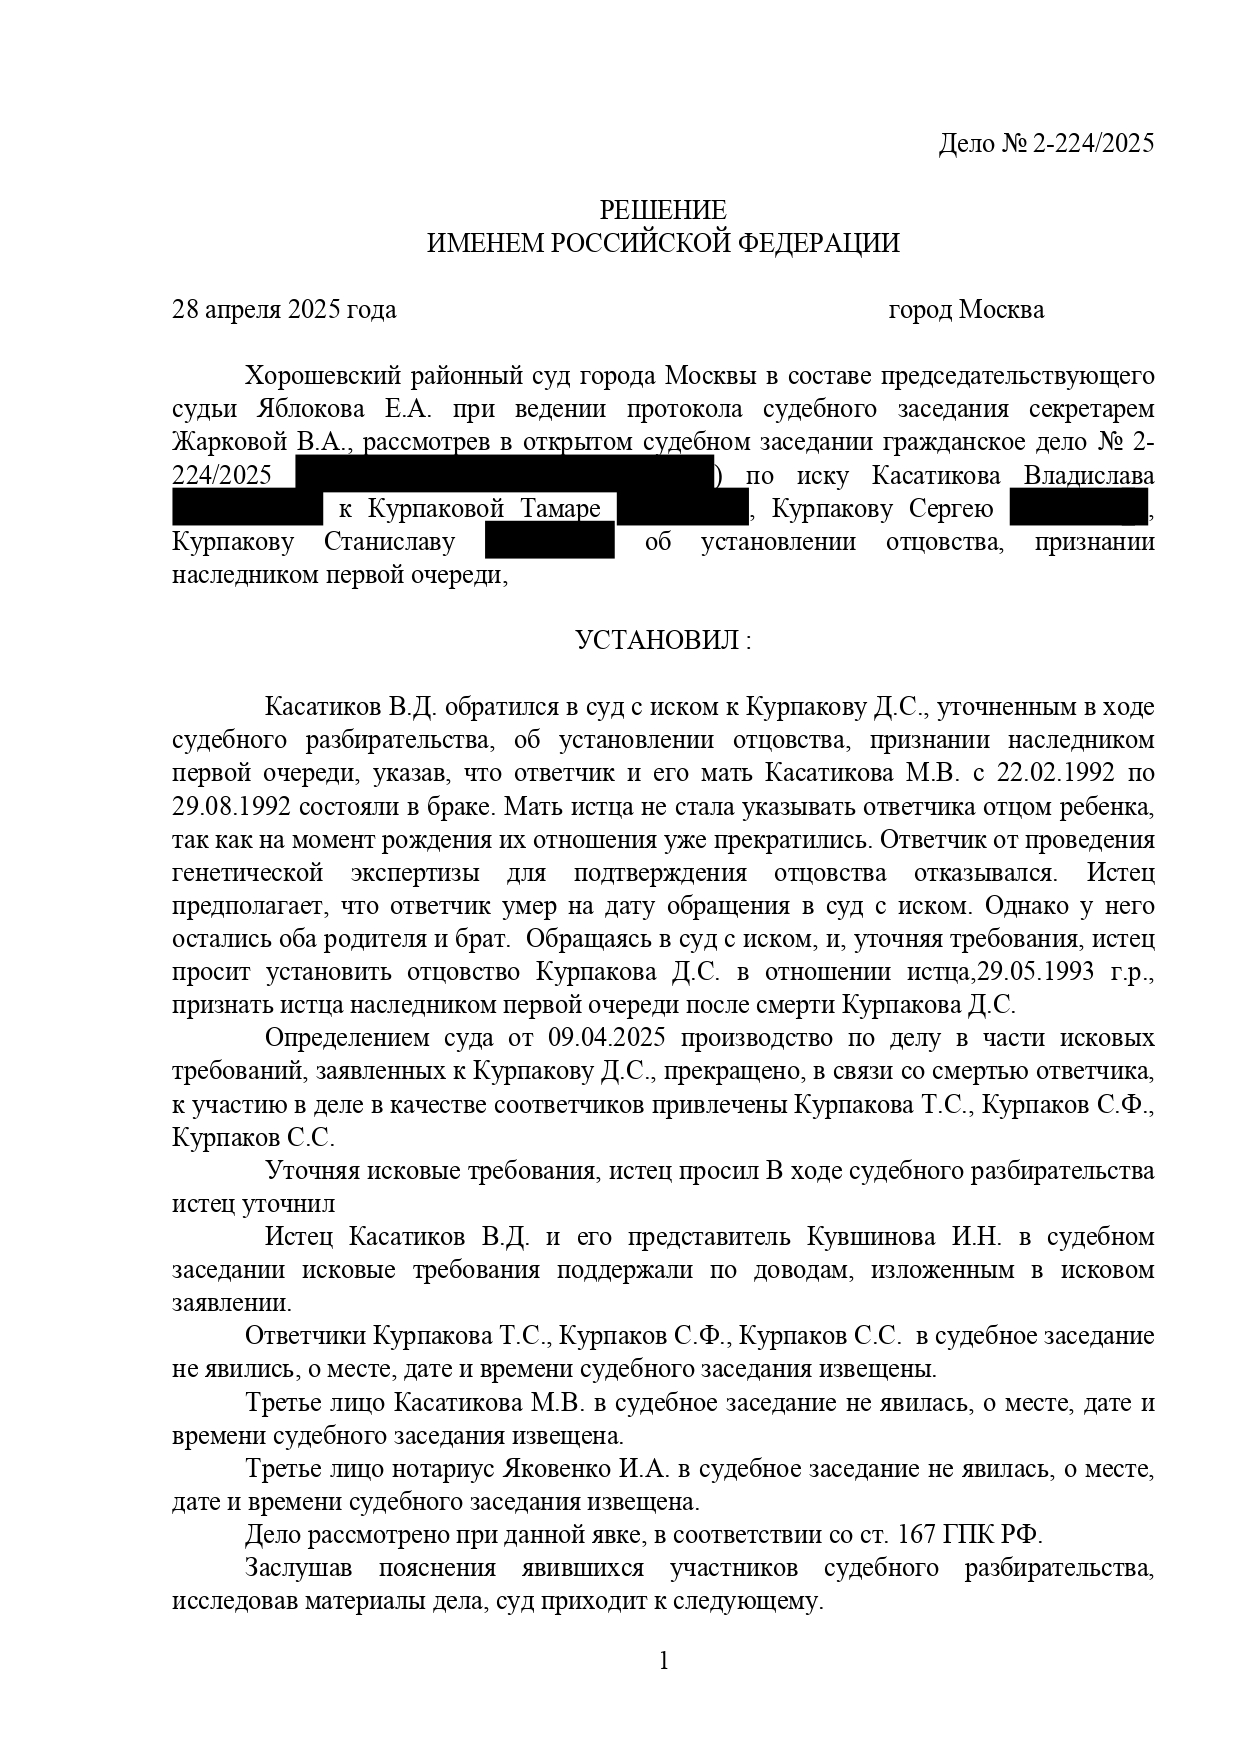 Дело № 2-224/2025
РЕШЕНИЕ
ИМЕНЕМ РОССИЙСКОЙ ФЕДЕРАЦИИ
28 апреля 2025 года город Москва
Хорошевский районный суд города Москвы в составе председательствующего
судьи Яблокова Е.А. при ведении протокола судебного заседания секретарем
Жарковой В.А., рассмотрев в открытом судебном заседании гражданское дело № 2-
224/2025 ) по иску Касатикова Владислава
к Курпаковой Тамаре , Курпакову Сергею ,
Курпакову Станиславу об установлении отцовства, признании
наследником первой очереди,
УСТАНОВИЛ :
Касатиков В.Д. обратился в суд с иском к Курпакову Д.С., уточненным в ходе
судебного разбирательства, об установлении отцовства, признании наследником
первой очереди, указав, что ответчик и его мать Касатикова М.В. с 22.02.1992 по
29.08.1992 состояли в браке. Мать истца не стала указывать ответчика отцом ребенка,
так как на момент рождения их отношения уже прекратились. Ответчик от проведения
генетической экспертизы для подтверждения отцовства отказывался. Истец
предполагает, что ответчик умер на дату обращения в суд с иском. Однако у него
остались оба родителя и брат. Обращаясь в суд с иском, и, уточняя требования, истец
просит установить отцовство Курпакова Д.С. в отношении истца,29.05.1993 г.р.,
признать истца наследником первой очереди после смерти Курпакова Д.С.
Определением суда от 09.04.2025 производство по делу в части исковых
требований, заявленных к Курпакову Д.С., прекращено, в связи со смертью ответчика,
к участию в деле в качестве соответчиков привлечены Курпакова Т.С., Курпаков С.Ф.,
Курпаков С.С.
Уточняя исковые требования, истец просил В ходе судебного разбирательства
истец уточнил
Истец Касатиков В.Д. и его представитель Кувшинова И.Н. в судебном
заседании исковые требования поддержали по доводам, изложенным в исковом
заявлении.
Ответчики Курпакова Т.С., Курпаков С.Ф., Курпаков С.С. в судебное заседание
не явились, о месте, дате и времени судебного заседания извещены.
Третье лицо Касатикова М.В. в судебное заседание не явилась, о месте, дате и
времени судебного заседания извещена.
Третье лицо нотариус Яковенко И.А. в судебное заседание не явилась, о месте,
дате и времени судебного заседания извещена.
Дело рассмотрено при данной явке, в соответствии со ст. 167 ГПК РФ.
Заслушав пояснения явившихся участников судебного разбирательства,
исследовав материалы дела, суд приходит к следующему.
1